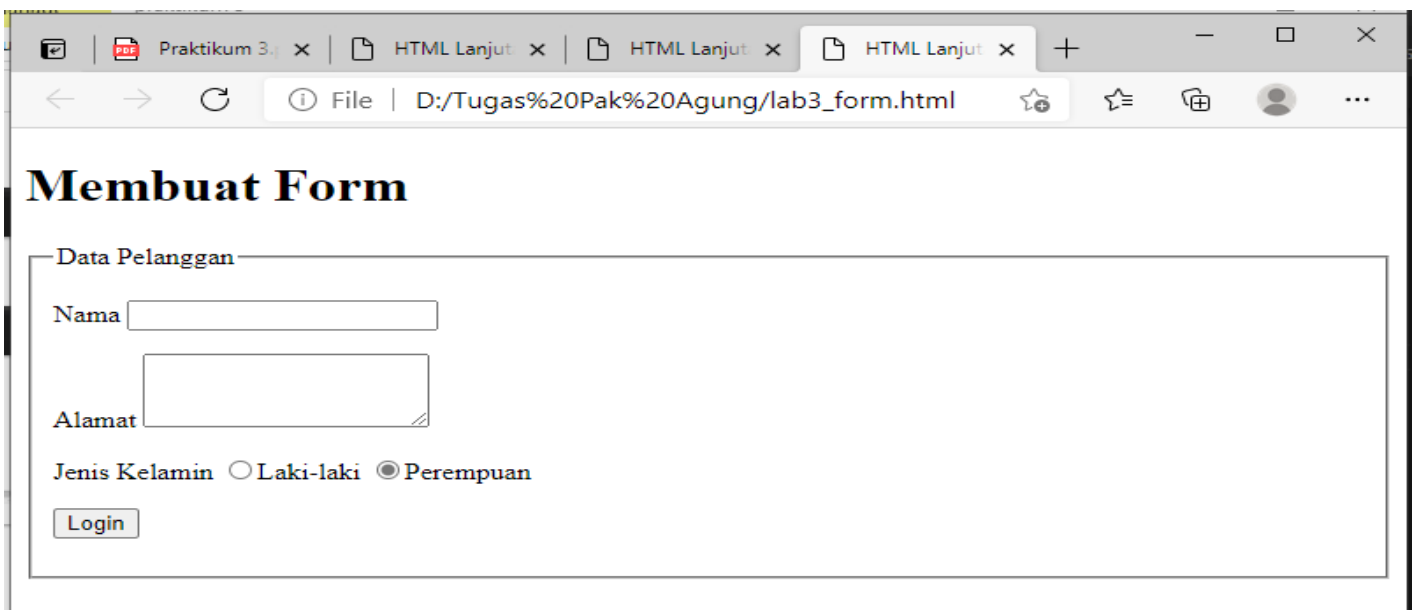 Praktikum 3. HTML Lanjut HTML Lanjut HTML Lanjut
File D:/Tugas%20Pak%20Agung/lab3_form.html
Membuat Form
Data Pelanggan
Nama
Alamat
Jenis Kelamin Laki-laki Perempuan
Login